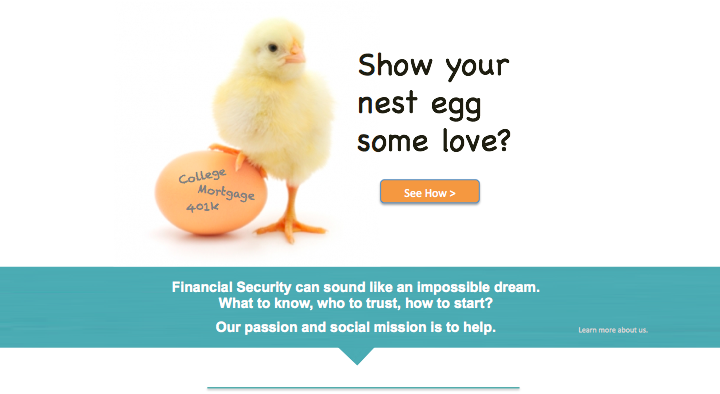 Show your
nest egg
some love?
College
Mortgage
401k
See How >
Financial Security can sound like an impossible dream.
What to know, who to trust, how to start?
Our passion and social mission is to help.
Learn more about us.